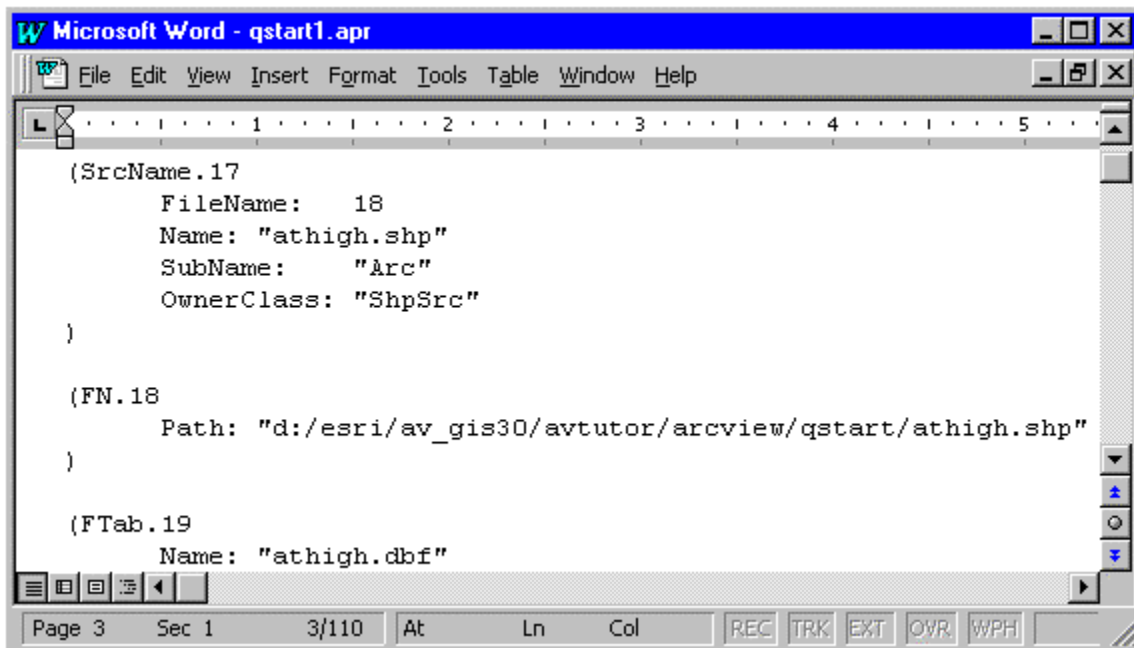 Microsoft Word - qstart1.apr
File Edit View Insert Format Tools Table Window Help
L 1 2 3 4 5
(SrcName.17
FileName: 18
Name: "athigh.shp"
SubName: "Arc"
OwnerClass: "ShpSrc"
)
(FN.18
Path: "d:/esri/av_gis30/avtutor/arcview/qstart/athigh.shp"
)
(FTab.19
Name: "athigh.dbf"
Page 3 Sec 1 3/110 At Ln Col REC TRK EXT OVR WPH